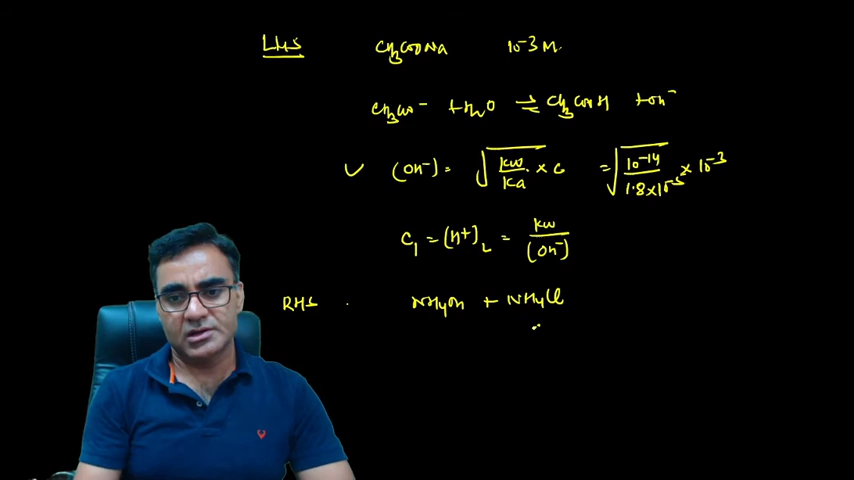 LHS CH3COONa 10-3 M.
CH3COO- + H2O ⇌ CH3COOH + OH-
✓ (OH-) = √(Kw/Ka × C) = √(10-14/1.8×10-5 × 10-3)
C1 = (H+)2 = Kw/(OH-)
RHS . NH4OH + NH4Cl